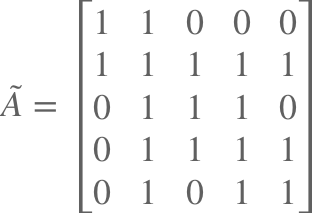 1 1 0 0 0
1 1 1 1 1
Ã = 0 1 1 1 0
0 1 1 1 1
0 1 0 1 1